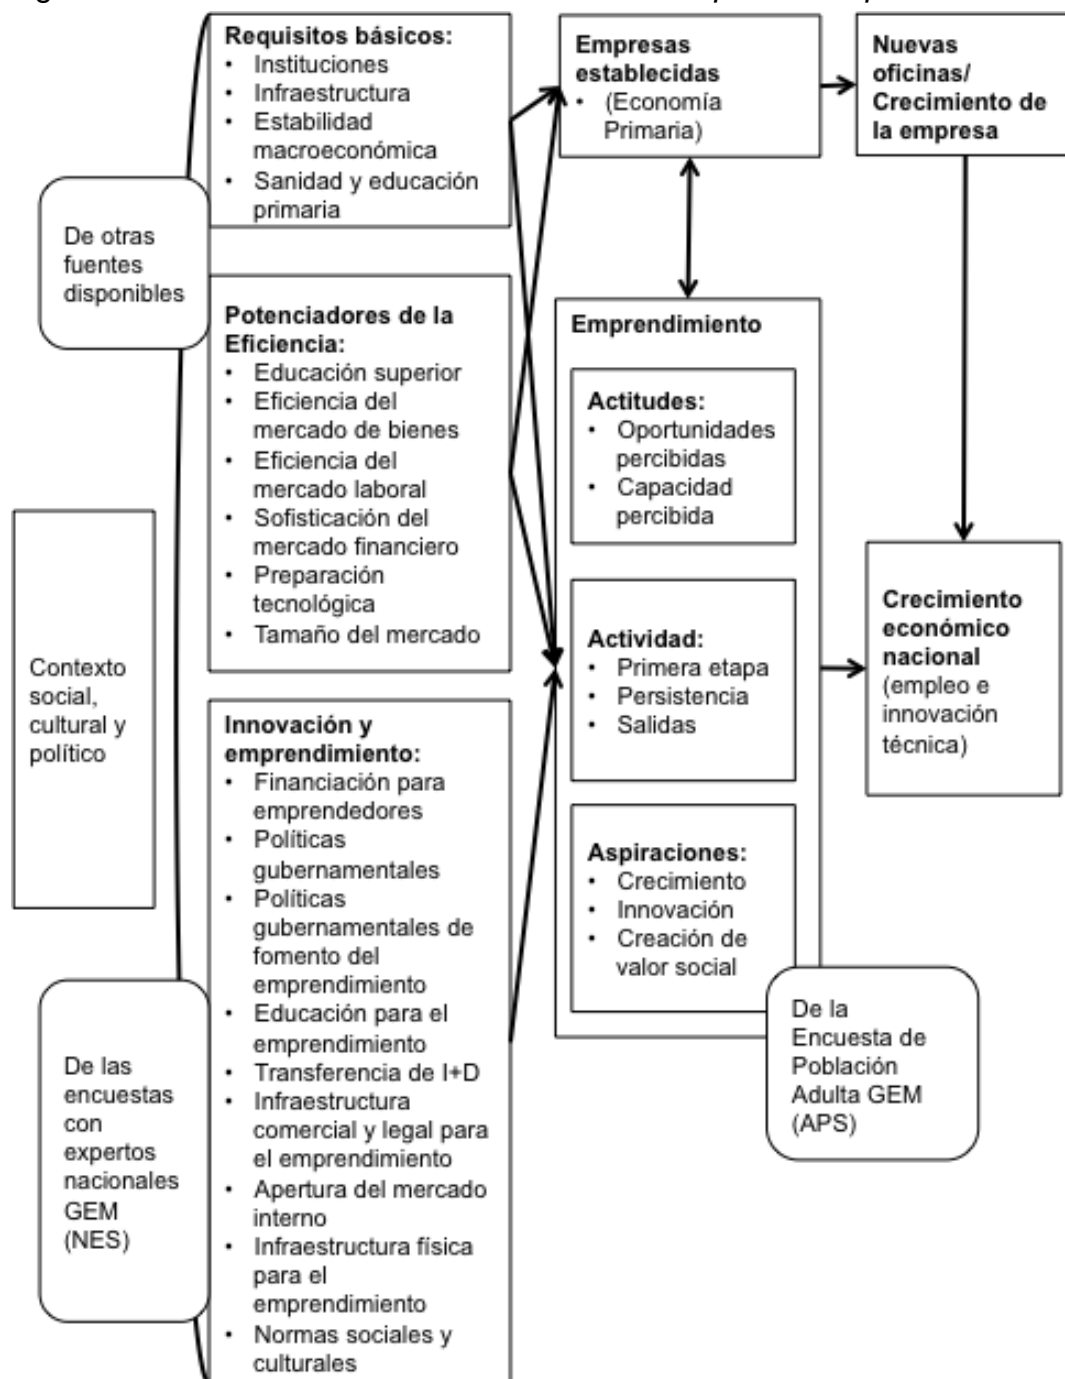 Requisitos básicos:
• Instituciones
• Infraestructura
• Estabilidad
macroeconómica
• Sanidad y educación
primaria
Empresas
establecidas
• (Economía
Primaria)
Nuevas
oficinas/
Crecimiento de
la empresa
De otras
fuentes
disponibles
Potenciadores de la
Eficiencia:
• Educación superior
• Eficiencia del
mercado de bienes
• Eficiencia del
mercado laboral
• Sofisticación del
mercado financiero
• Preparación
tecnológica
• Tamaño del mercado
Emprendimiento
Actitudes:
• Oportunidades
percibidas
• Capacidad
percibida
Actividad:
• Primera etapa
• Persistencia
• Salidas
Aspiraciones:
• Crecimiento
• Innovación
• Creación de
valor social
Crecimiento
económico
nacional
(empleo e
innovación
técnica)
Contexto
social,
cultural y
político
Innovación y
emprendimiento:
• Financiación para
emprendedores
• Políticas
gubernamentales
• Políticas
gubernamentales de
fomento del
emprendimiento
• Educación para el
emprendimiento
• Transferencia de I+D
• Infraestructura
comercial y legal para
el emprendimiento
• Apertura del mercado
interno
• Infraestructura física
para el
emprendimiento
• Normas sociales y
culturales
De las
encuestas
con
expertos
nacionales
GEM
(NES)
De la
Encuesta de
Población
Adulta GEM
(APS)